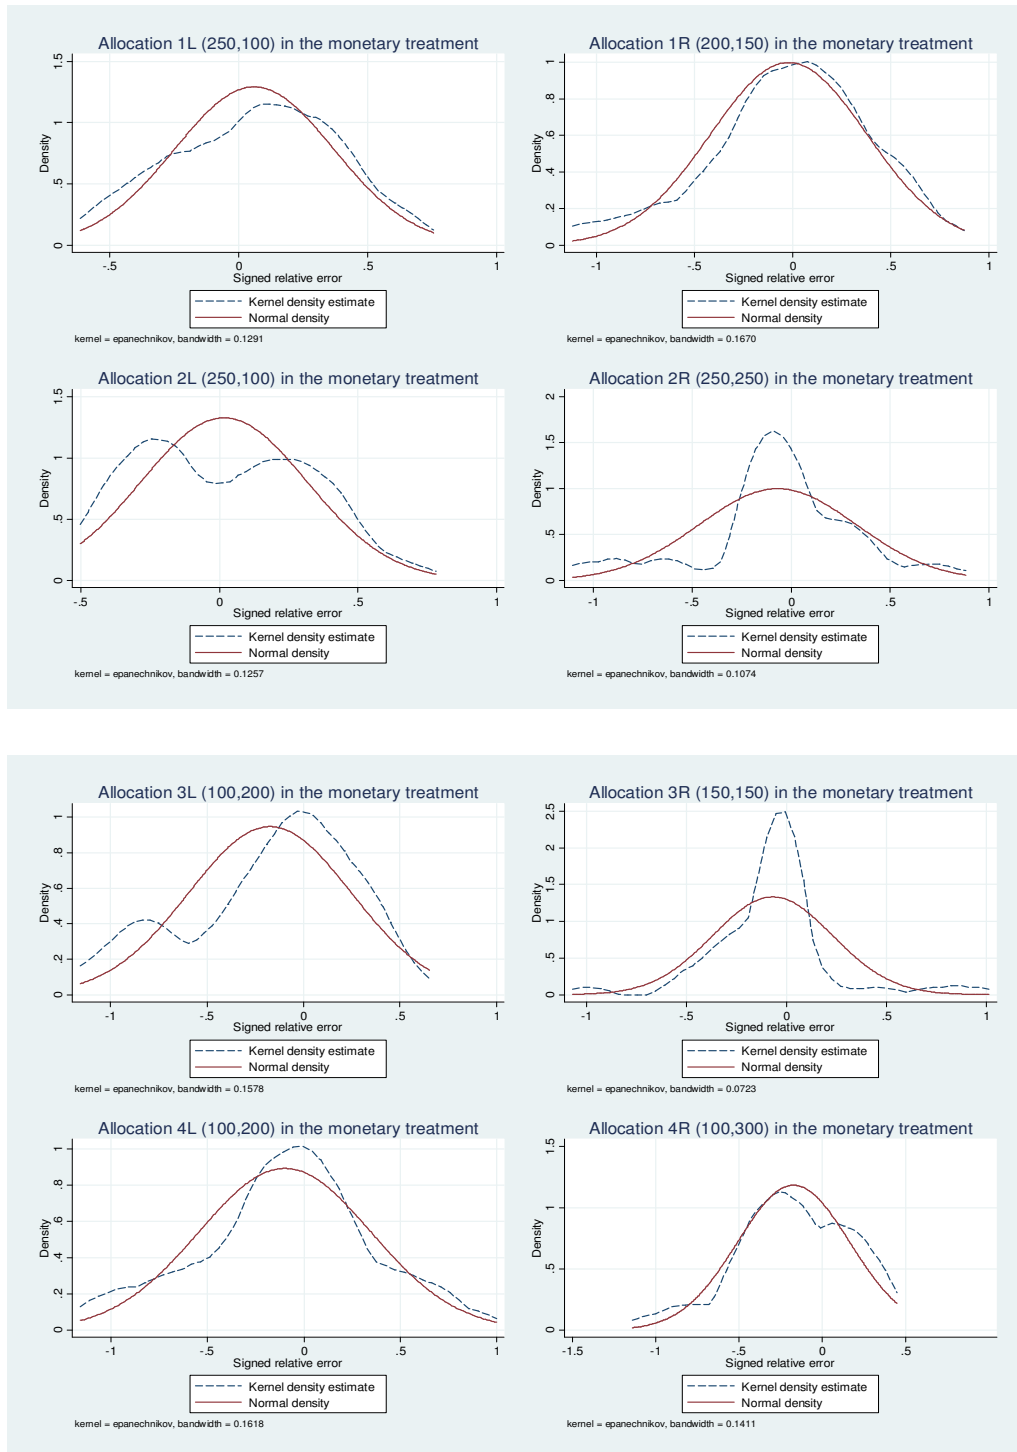 Allocation 1L (250,100) in the monetary treatment
Density
0
.5
1
1.5
-.5
0
.5
1
Signed relative error
Kernel density estimate
Normal density
kernel = epanechnikov, bandwidth = 0.1291
Allocation 1R (200,150) in the monetary treatment
Density
0
.2
.4
.6
.8
1
-1
-.5
0
.5
1
Signed relative error
Kernel density estimate
Normal density
kernel = epanechnikov, bandwidth = 0.1670
Allocation 2L (250,100) in the monetary treatment
Density
0
.5
1
1.5
-.5
0
.5
1
Signed relative error
Kernel density estimate
Normal density
kernel = epanechnikov, bandwidth = 0.1257
Allocation 2R (250,250) in the monetary treatment
Density
0
.5
1
1.5
2
-1
-.5
0
.5
1
Signed relative error
Kernel density estimate
Normal density
kernel = epanechnikov, bandwidth = 0.1074
Allocation 3L (100,200) in the monetary treatment
Density
0
.2
.4
.6
.8
1
-1
-.5
0
.5
1
Signed relative error
Kernel density estimate
Normal density
kernel = epanechnikov, bandwidth = 0.1578
Allocation 3R (150,150) in the monetary treatment
Density
0
.5
1
1.5
2
2.5
-1
-.5
0
.5
1
Signed relative error
Kernel density estimate
Normal density
kernel = epanechnikov, bandwidth = 0.0723
Allocation 4L (100,200) in the monetary treatment
Density
0
.2
.4
.6
.8
1
-1
-.5
0
.5
1
Signed relative error
Kernel density estimate
Normal density
kernel = epanechnikov, bandwidth = 0.1618
Allocation 4R (100,300) in the monetary treatment
Density
0
.5
1
1.5
-1.5
-1
-.5
0
.5
Signed relative error
Kernel density estimate
Normal density
kernel = epanechnikov, bandwidth = 0.1411